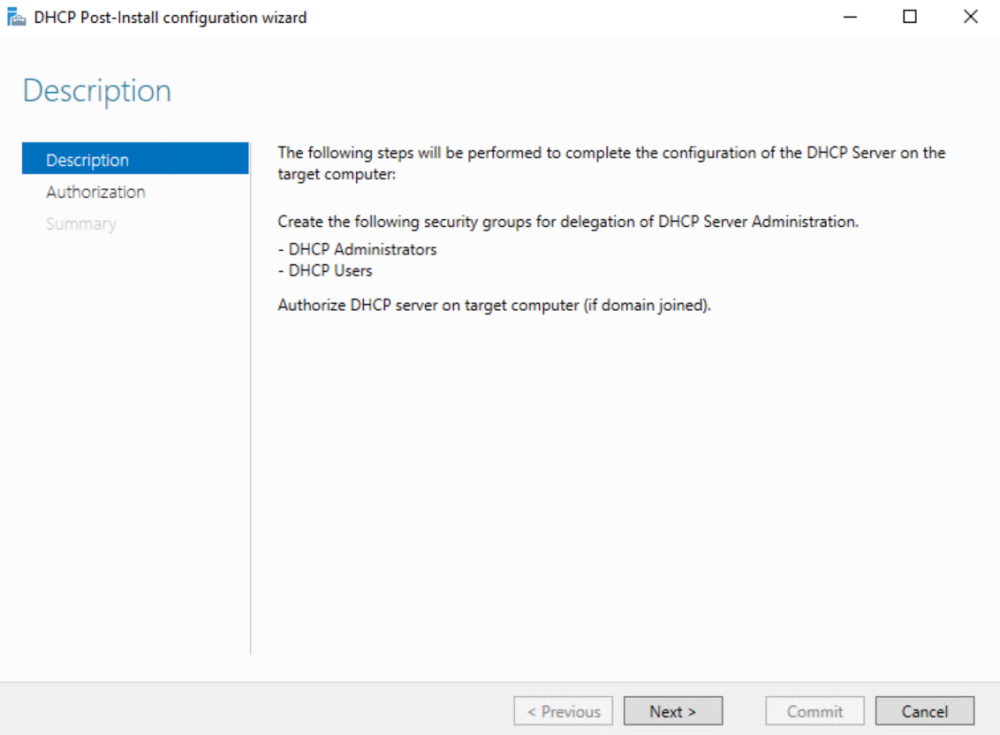 DHCP Post-Install configuration wizard
Description
Description
Authorization
Summary
The following steps will be performed to complete the configuration of the DHCP Server on the
target computer:
Create the following security groups for delegation of DHCP Server Administration.
- DHCP Administrators
- DHCP Users
Authorize DHCP server on target computer (if domain joined).
< Previous
Next >
Commit
Cancel